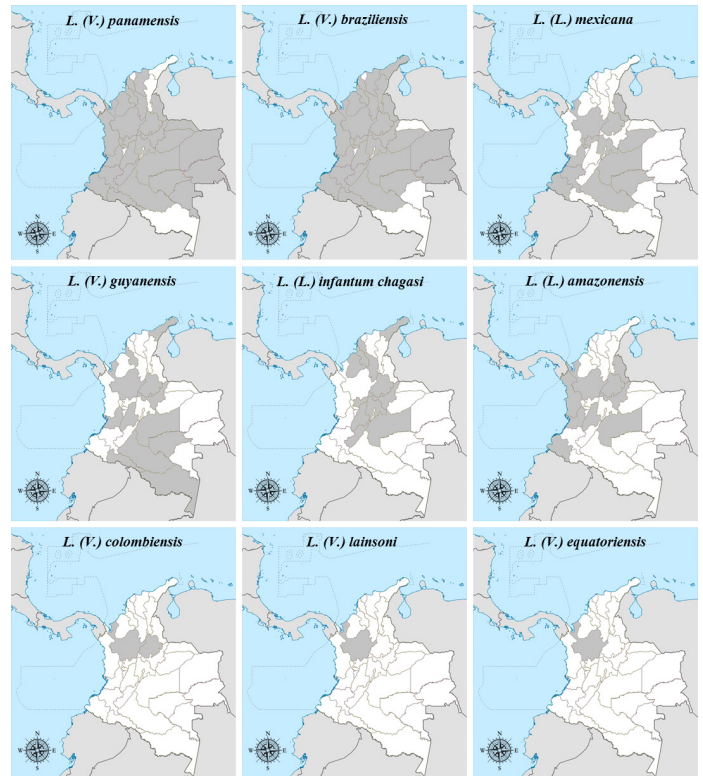 L. (V.) panamensis
L. (V.) braziliensis
L. (L.) mexicana
N
W E
S
N
W E
S
N
W E
S
L. (V.) guyanensis
L. (L.) infantum chagasi
L. (L.) amazonensis
N
W E
S
N
W E
S
N
W E
S
L. (V.) colombiensis
L. (V.) lainsoni
L. (V.) equatoriensis
N
W E
S
N
W E
S
N
W E
S